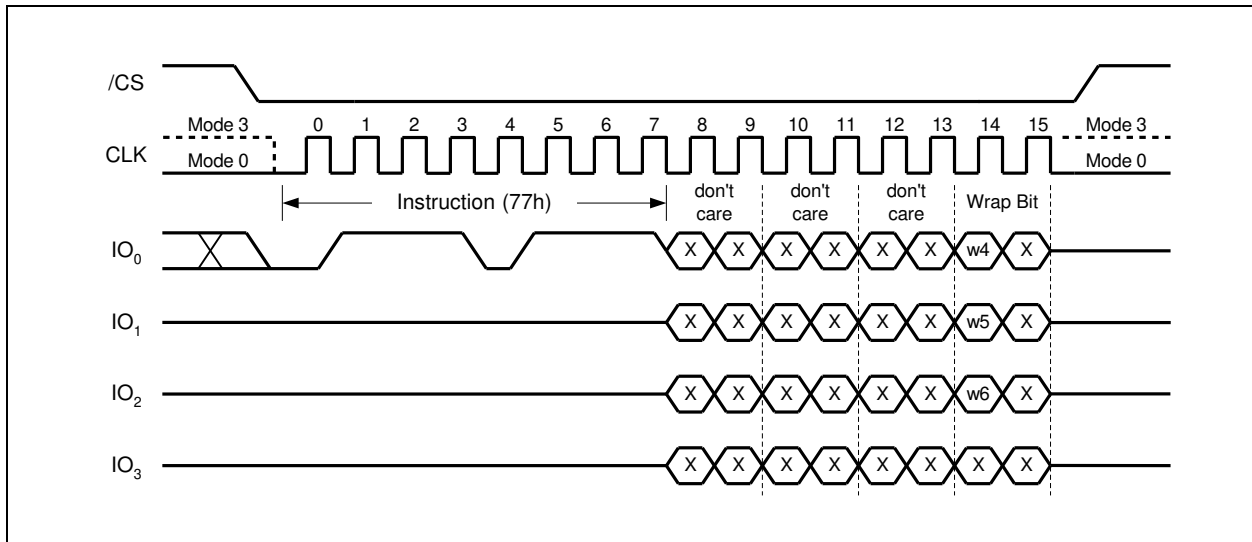 /CS
Mode 3 0 1 2 3 4 5 6 7 8 9 10 11 12 13 14 15 Mode 3
CLK
Mode 0 Mode 0
Instruction (77h) don't care don't care don't care Wrap Bit
IO0 X X X X X X w4 X
IO1 X X X X X X w5 X
IO2 X X X X X X w6 X
IO3 X X X X X X X X